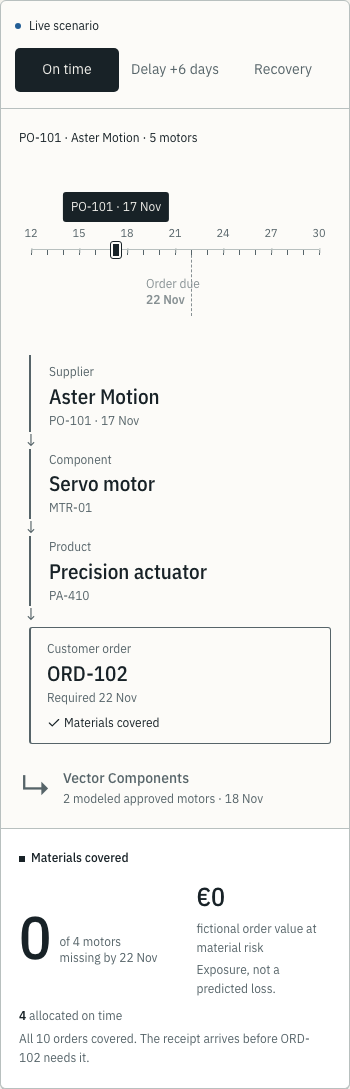 Live scenario
On time
Delay +6 days
Recovery
PO-101 · Aster Motion · 5 motors
PO-101 · 17 Nov
12 15 18 21 24 27 30
Order due
22 Nov
Supplier
Aster Motion
PO-101 · 17 Nov
Component
Servo motor
MTR-01
Product
Precision actuator
PA-410
Customer order
ORD-102
Required 22 Nov
Materials covered
Vector Components
2 modeled approved motors · 18 Nov
Materials covered
0 of 4 motors
missing by 22 Nov
€0
fictional order value at
material risk
Exposure, not a
predicted loss.
4 allocated on time
All 10 orders covered. The receipt arrives before ORD-
102 needs it.